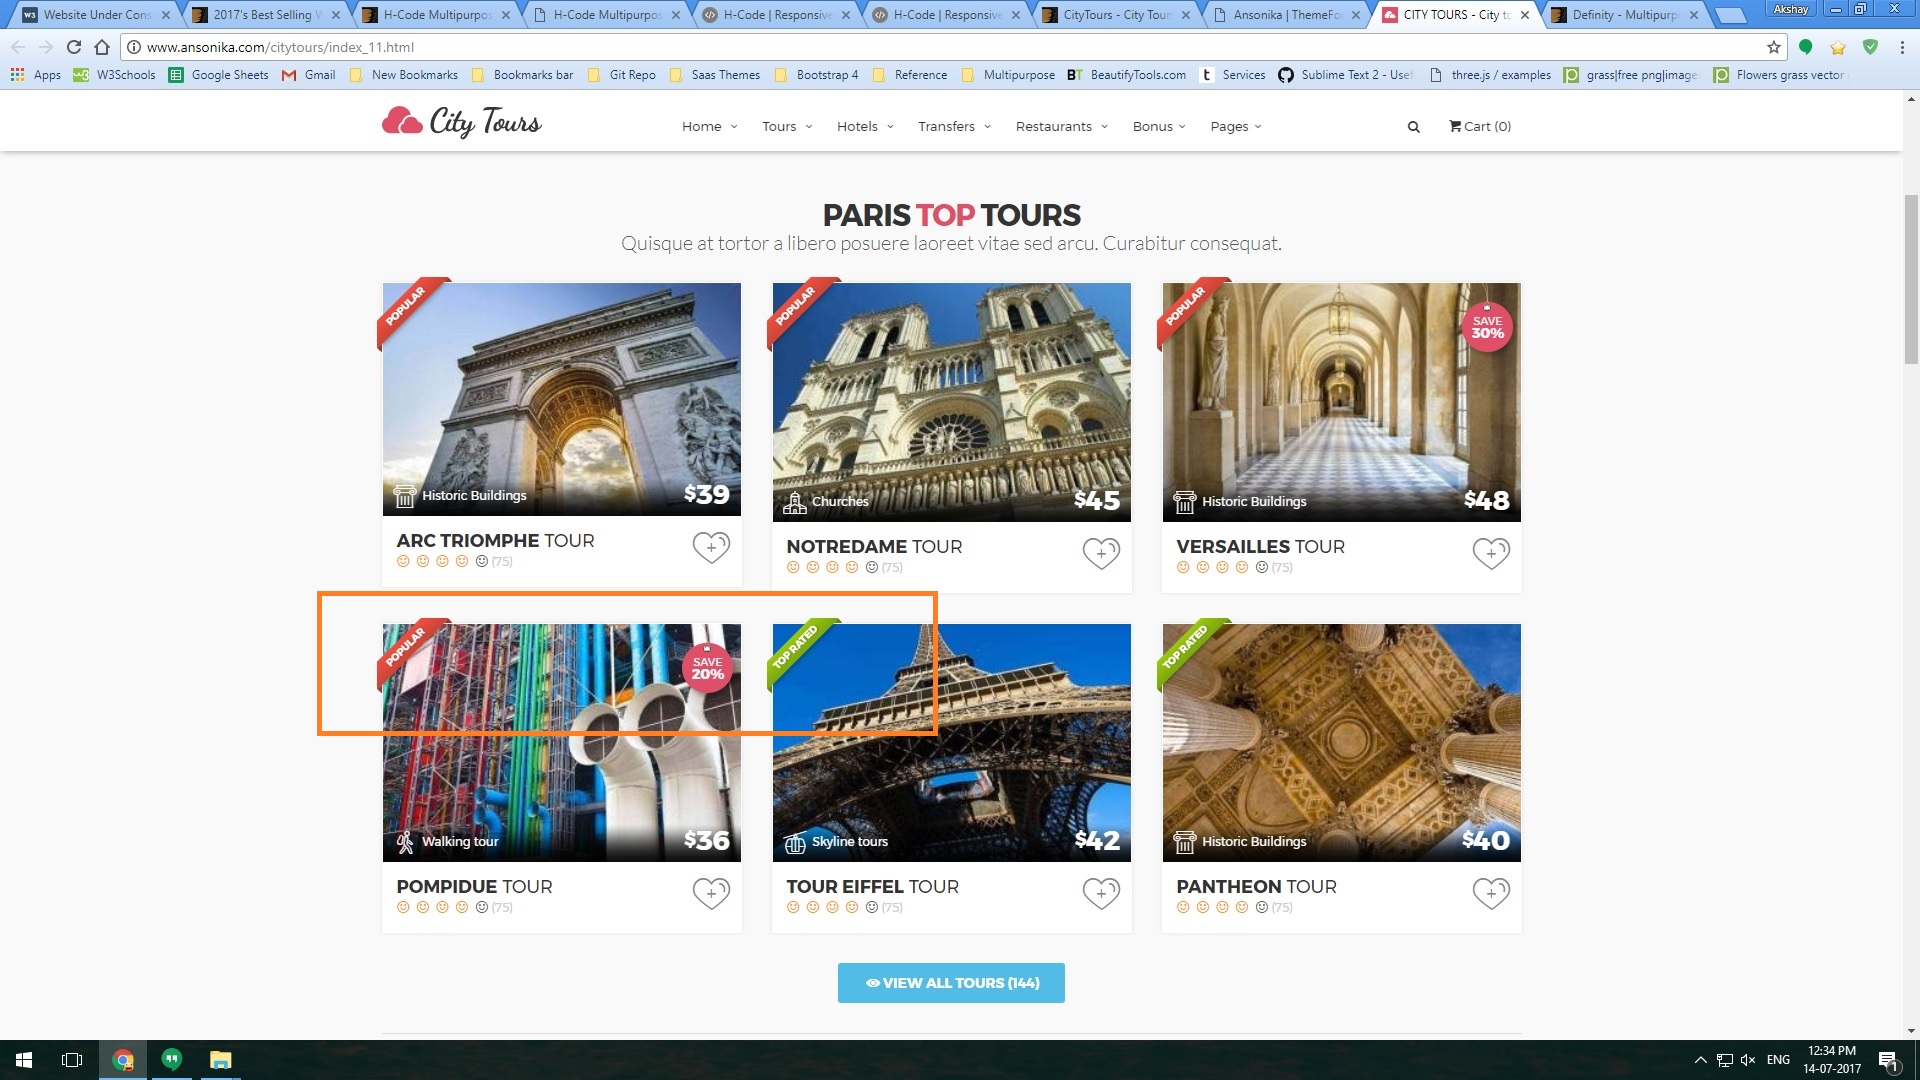 Akshay
Website Under Cons
2017's Best Selling W
H-Code Multipurpos
H-Code Multipurpos
H-Code | Responsive
H-Code | Responsive
CityTours - City Tour
Ansonika | ThemeFo
CITY TOURS - City to
Definity - Multipurp
www.ansonika.com/citytours/index_11.html
Apps
W3Schools
Google Sheets
Gmail
New Bookmarks
Bookmarks bar
Git Repo
Saas Themes
Bootstrap 4
Reference
Multipurpose
BeautifyTools.com
Services
Sublime Text 2 - Usef
three.js / examples
grass|free png|image
Flowers grass vector
City Tours
Home
Tours
Hotels
Transfers
Restaurants
Bonus
Pages
Cart (0)
PARIS TOP TOURS
Quisque at tortor a libero posuere laoreet vitae sed arcu. Curabitur consequat.
POPULAR
Historic Buildings
$39
ARC TRIOMPHE TOUR
(75)
POPULAR
Churches
$45
NOTREDAME TOUR
(75)
POPULAR
SAVE
30%
Historic Buildings
$48
VERSAILLES TOUR
(75)
POPULAR
SAVE
20%
Walking tour
$36
POMPIDUE TOUR
(75)
TOP RATED
Skyline tours
$42
TOUR EIFFEL TOUR
(75)
TOP RATED
Historic Buildings
$40
PANTHEON TOUR
(75)
VIEW ALL TOURS (144)
ENG
12:34 PM
14-07-2017
1